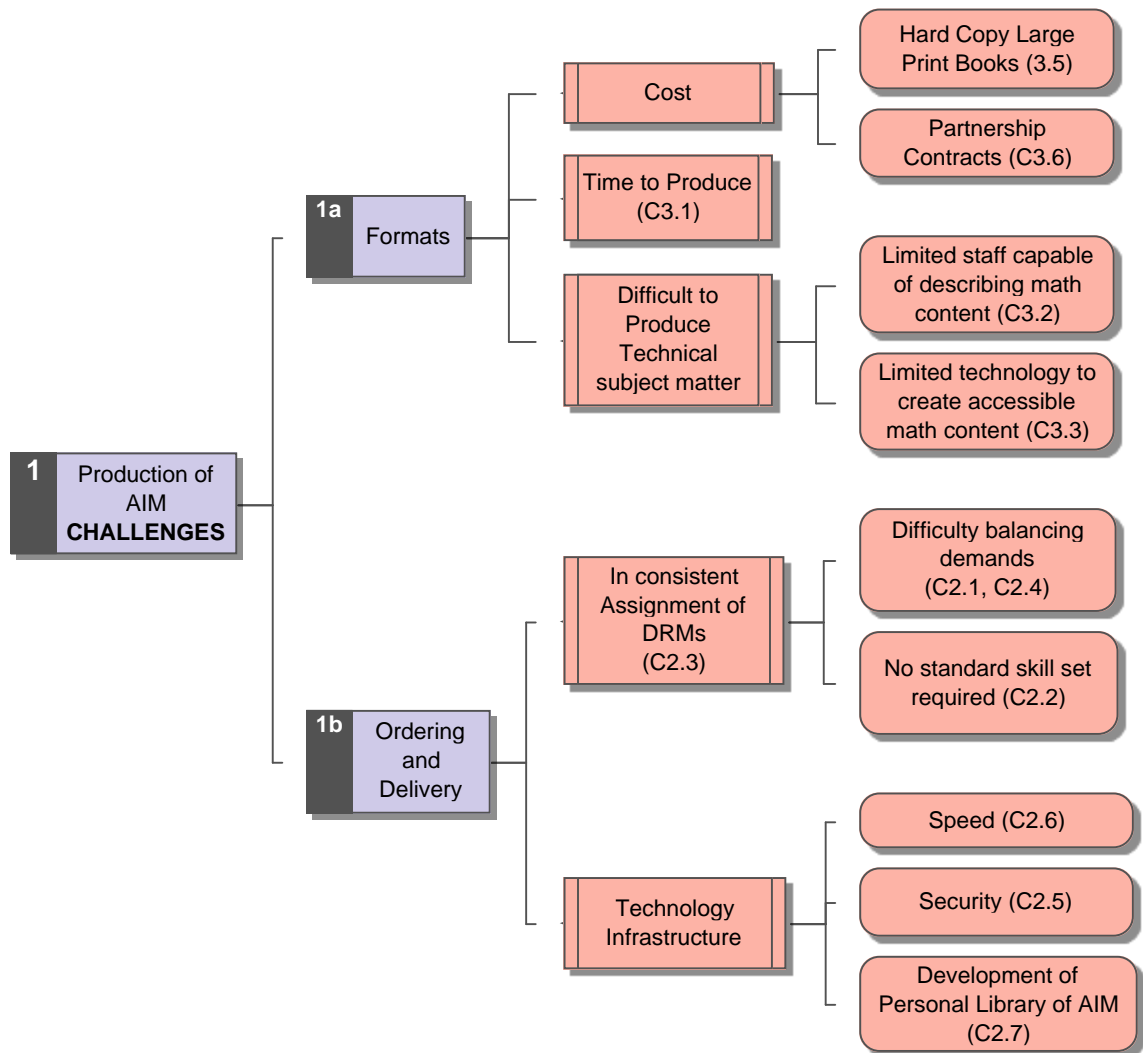 1
Production of
AIM
CHALLENGES
1a
Formats
Cost
Hard Copy Large
Print Books (3.5)
Partnership
Contracts (C3.6)
Time to Produce
(C3.1)
Difficult to
Produce
Technical
subject matter
Limited staff capable
of describing math
content (C3.2)
Limited technology to
create accessible
math content (C3.3)
1b
Ordering
and
Delivery
In consistent
Assignment of
DRMs
(C2.3)
Difficulty balancing
demands
(C2.1, C2.4)
No standard skill set
required (C2.2)
Technology
Infrastructure
Speed (C2.6)
Security (C2.5)
Development of
Personal Library of AIM
(C2.7)